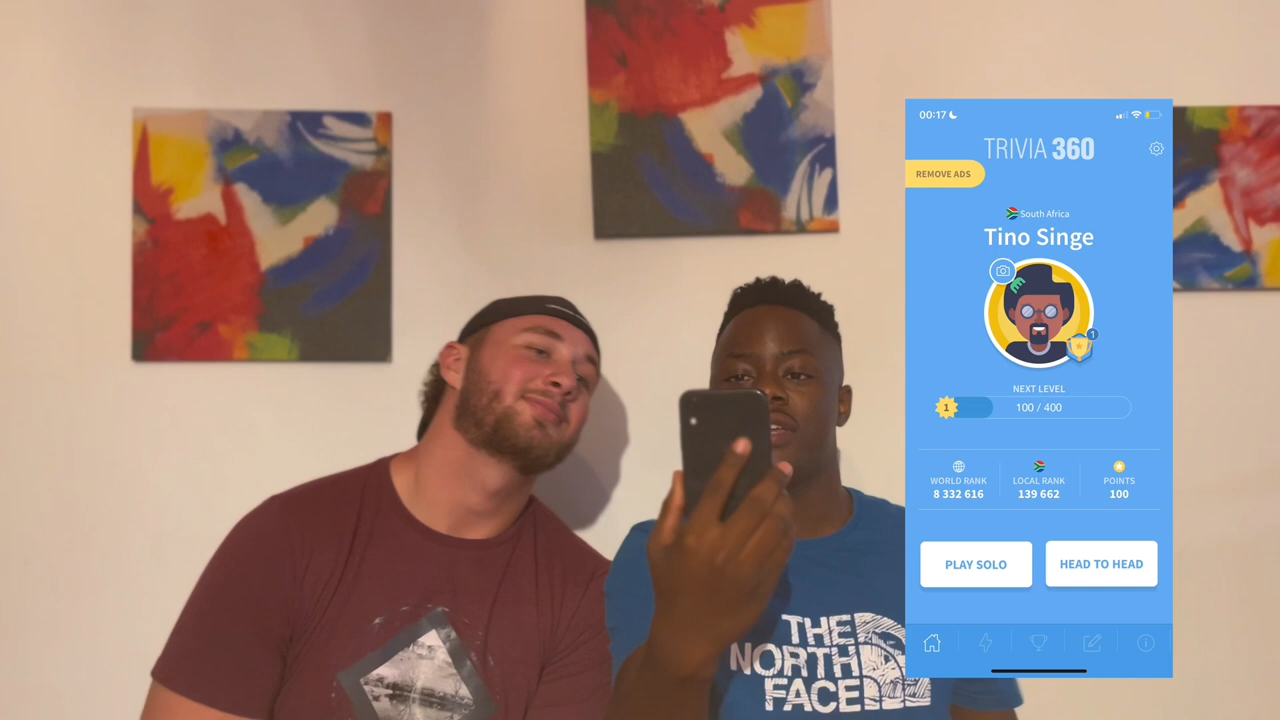 THE
NORTH
FACE
00:17
TRIVIA 360
REMOVE ADS
South Africa
Tino Singe
1
NEXT LEVEL
1
100 / 400
WORLD RANK
8 332 616
LOCAL RANK
139 662
POINTS
100
PLAY SOLO
HEAD TO HEAD